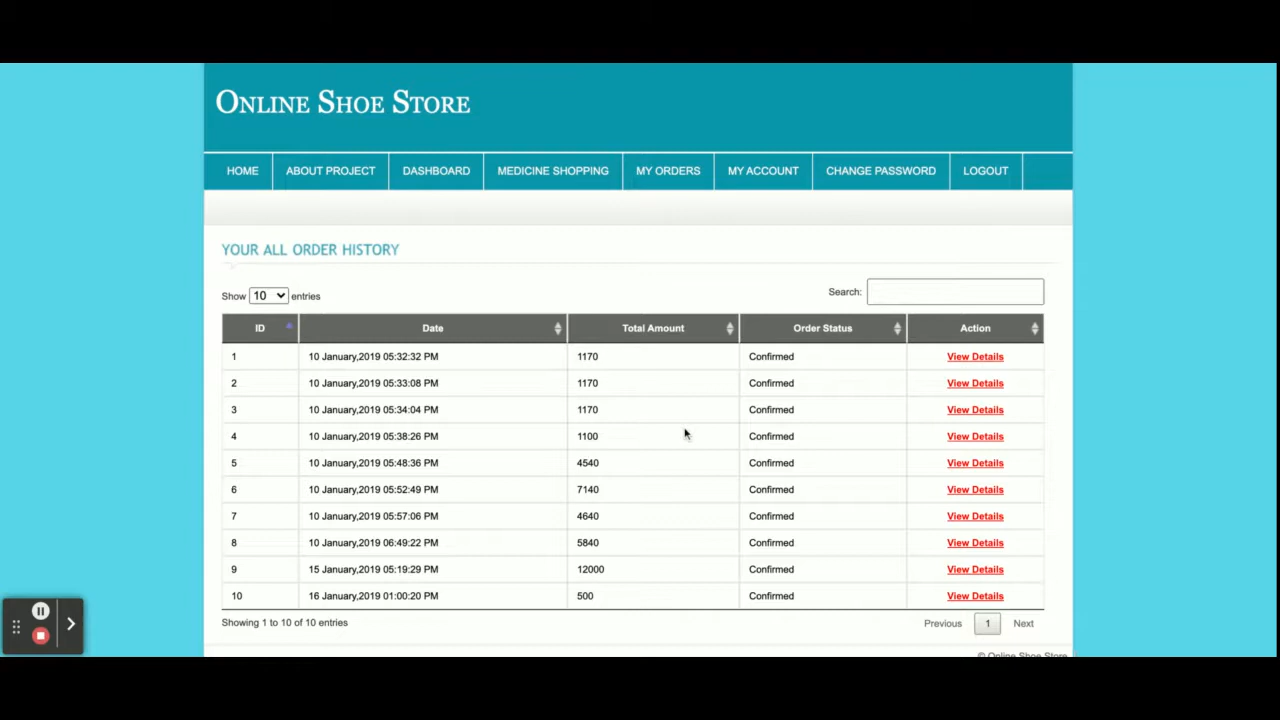 ONLINE SHOE STORE
HOME ABOUT PROJECT DASHBOARD MEDICINE SHOPPING MY ORDERS MY ACCOUNT CHANGE PASSWORD LOGOUT
YOUR ALL ORDER HISTORY
Show 10 entries Search:
ID Date Total Amount Order Status Action
1 10 January,2019 05:32:32 PM 1170 Confirmed View Details
2 10 January,2019 05:33:08 PM 1170 Confirmed View Details
3 10 January,2019 05:34:04 PM 1170 Confirmed View Details
4 10 January,2019 05:38:26 PM 1100 Confirmed View Details
5 10 January,2019 05:48:36 PM 4540 Confirmed View Details
6 10 January,2019 05:52:49 PM 7140 Confirmed View Details
7 10 January,2019 05:57:06 PM 4640 Confirmed View Details
8 10 January,2019 06:49:22 PM 5840 Confirmed View Details
9 15 January,2019 05:19:29 PM 12000 Confirmed View Details
10 16 January,2019 01:00:20 PM 500 Confirmed View Details
Showing 1 to 10 of 10 entries Previous 1 Next
© Online Shoe Store